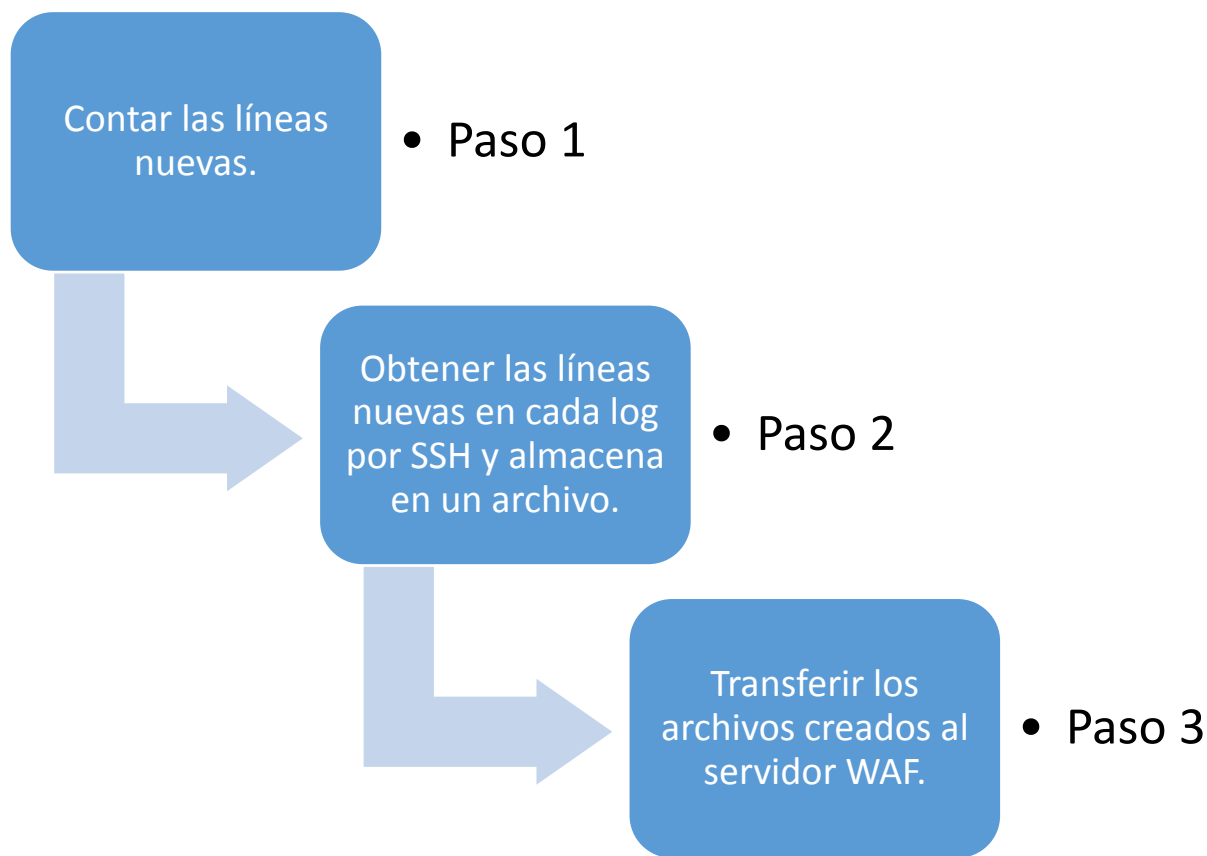 Contar las líneas
nuevas.
• Paso 1
Obtener las líneas
nuevas en cada log
por SSH y almacena
en un archivo.
• Paso 2
Transferir los
archivos creados al
servidor WAF.
• Paso 3